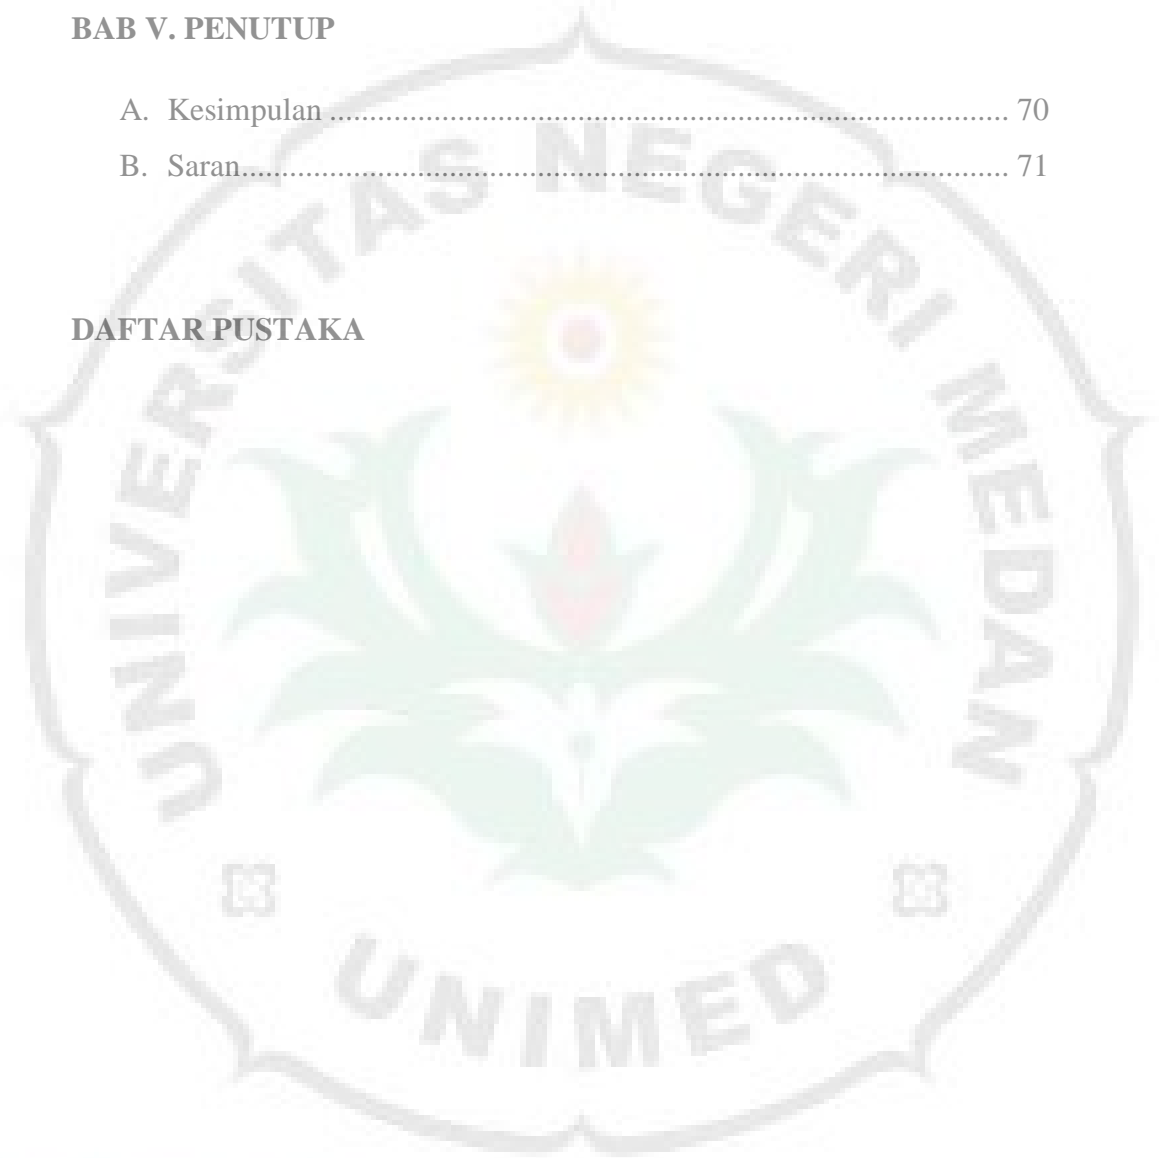 BAB V. PENUTUP
A. Kesimpulan ..................................................................................... 70
B. Saran................................................................................................ 71
DAFTAR PUSTAKA
UNIVERSITAS NEGERI MEDAN
UNIMED